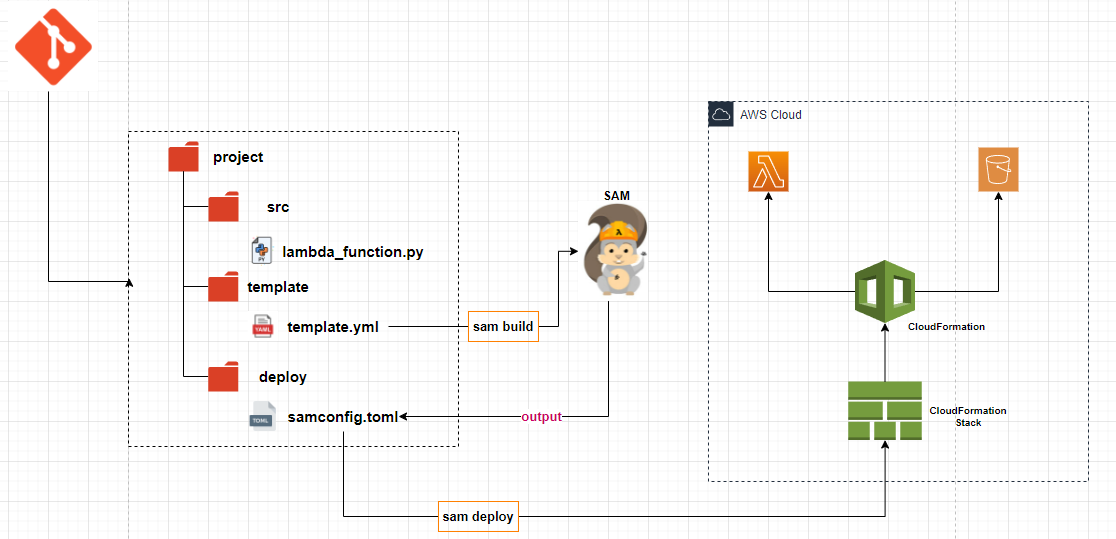 AWS Cloud
project
SAM
src
λ
PY
lambda_function.py
template
YAML
template.yml
sam build
CloudFormation
deploy
TOML
samconfig.toml
output
CloudFormation
Stack
sam deploy